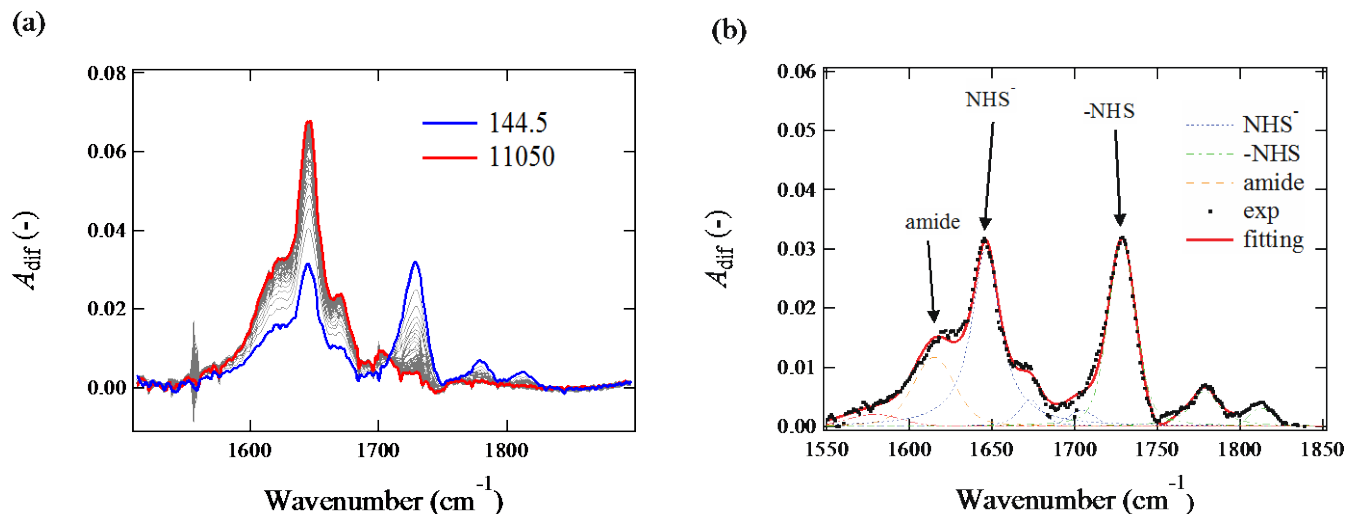 (a)
0.08
0.06
0.04
0.02
0.00
A_dif (-)
144.5
11050
1600
1700
1800
Wavenumber (cm⁻¹)
(b)
0.06
0.05
0.04
0.03
0.02
0.01
0.00
A_dif (-)
NHS⁻
-NHS
amide
NHS⁻
-NHS
amide
exp
fitting
1550
1600
1650
1700
1750
1800
1850
Wavenumber (cm⁻¹)